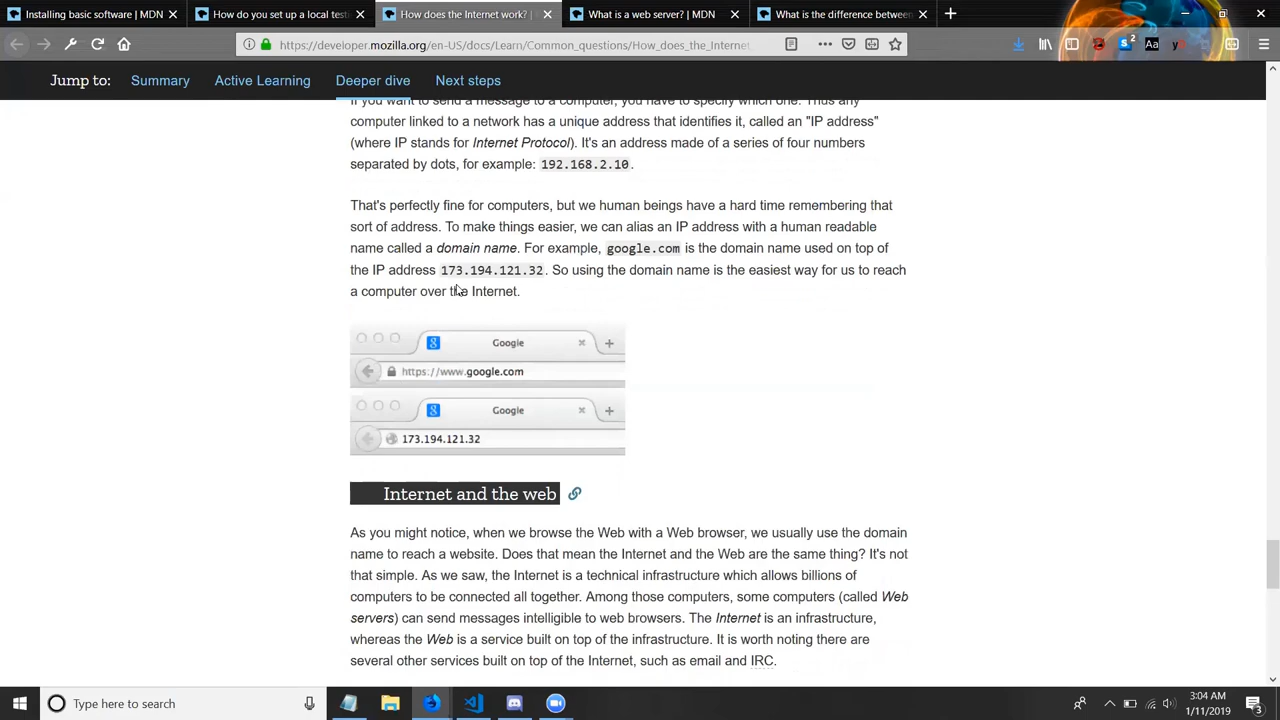 Installing basic software | MDN
How do you set up a local testi
How does the Internet work? |
What is a web server? | MDN
What is the difference between
https://developer.mozilla.org/en-US/docs/Learn/Common_questions/How_does_the_Internet
Jump to: Summary Active Learning Deeper dive Next steps
If you want to send a message to a computer, you have to specify which one. Thus any
computer linked to a network has a unique address that identifies it, called an "IP address"
(where IP stands for Internet Protocol). It's an address made of a series of four numbers
separated by dots, for example: 192.168.2.10.
That's perfectly fine for computers, but we human beings have a hard time remembering that
sort of address. To make things easier, we can alias an IP address with a human readable
name called a domain name. For example, google.com is the domain name used on top of
the IP address 173.194.121.32. So using the domain name is the easiest way for us to reach
a computer over the Internet.
Google
https://www.google.com
Google
173.194.121.32
Internet and the web
As you might notice, when we browse the Web with a Web browser, we usually use the domain
name to reach a website. Does that mean the Internet and the Web are the same thing? It's not
that simple. As we saw, the Internet is a technical infrastructure which allows billions of
computers to be connected all together. Among those computers, some computers (called Web
servers) can send messages intelligible to web browsers. The Internet is an infrastructure,
whereas the Web is a service built on top of the infrastructure. It is worth noting there are
several other services built on top of the Internet, such as email and IRC.
Type here to search
3:04 AM
1/11/2019